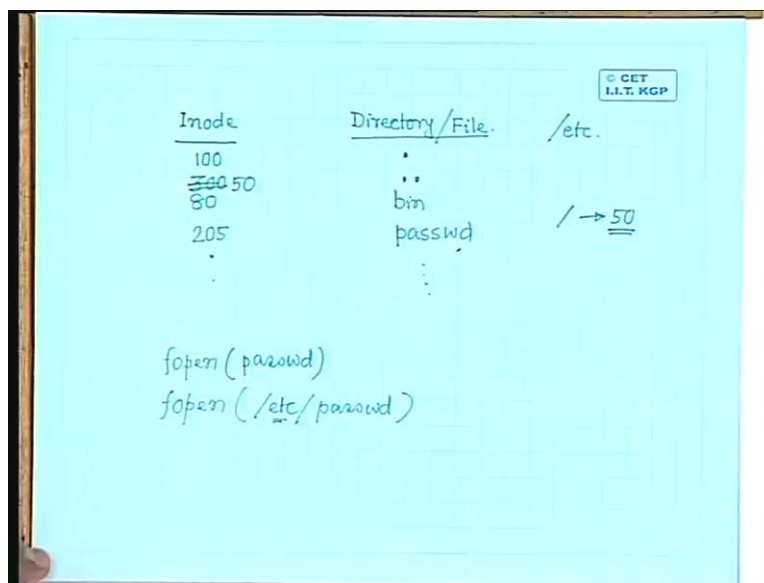 © CET
I.I.T. KGP
Inode Directory/File. /etc.
100 .
300 50 ..
80 bin
205 passwd / → 50
. .
. .
fopen (passwd)
fopen (/etc/passwd)